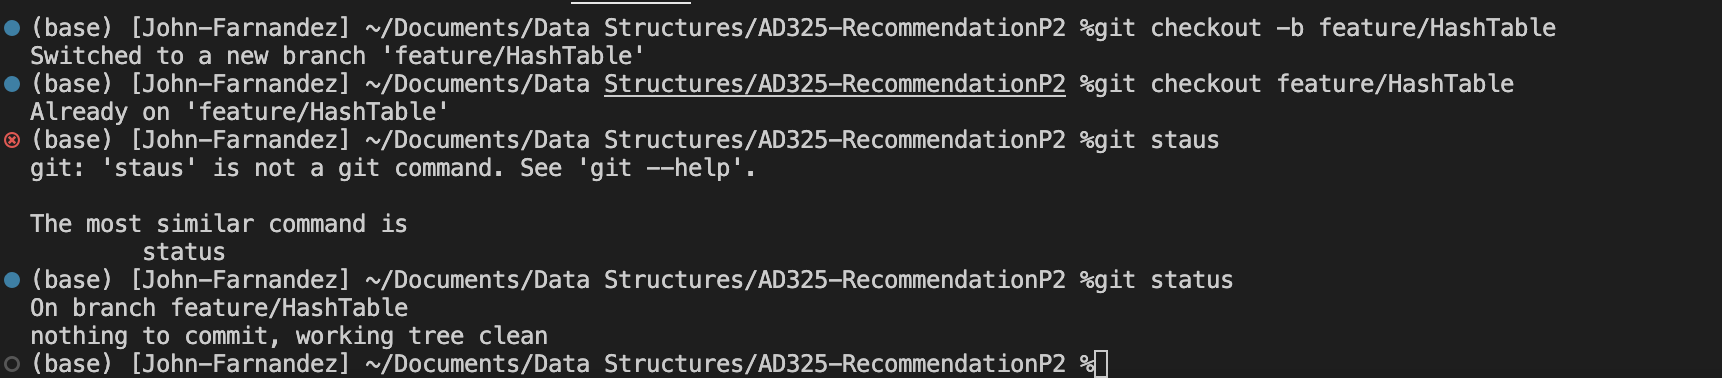 (base) [John-Farnandez] ~/Documents/Data Structures/AD325-RecommendationP2 %git checkout -b feature/HashTable
Switched to a new branch 'feature/HashTable'
(base) [John-Farnandez] ~/Documents/Data Structures/AD325-RecommendationP2 %git checkout feature/HashTable
Already on 'feature/HashTable'
(base) [John-Farnandez] ~/Documents/Data Structures/AD325-RecommendationP2 %git staus
git: 'staus' is not a git command. See 'git --help'.

The most similar command is
        status
(base) [John-Farnandez] ~/Documents/Data Structures/AD325-RecommendationP2 %git status
On branch feature/HashTable
nothing to commit, working tree clean
(base) [John-Farnandez] ~/Documents/Data Structures/AD325-RecommendationP2 %